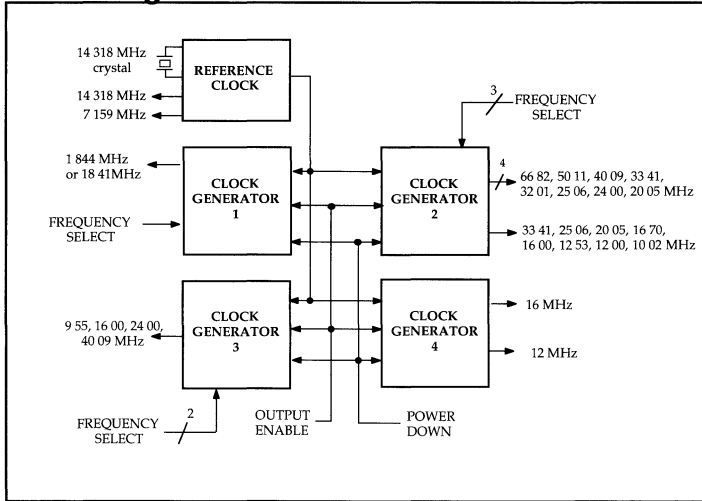 14 318 MHz
crystal
REFERENCE
CLOCK
14 318 MHz
7 159 MHz
3
FREQUENCY
SELECT
1 844 MHz
or 18 41MHz
CLOCK
GENERATOR
1
FREQUENCY
SELECT
CLOCK
GENERATOR
2
4
66 82, 50 11, 40 09, 33 41,
32 01, 25 06, 24 00, 20 05 MHz
33 41, 25 06, 20 05, 16 70,
16 00, 12 53, 12 00, 10 02 MHz
9 55, 16 00, 24 00,
40 09 MHz
CLOCK
GENERATOR
3
CLOCK
GENERATOR
4
16 MHz
12 MHz
FREQUENCY
SELECT
2
OUTPUT
ENABLE
POWER
DOWN